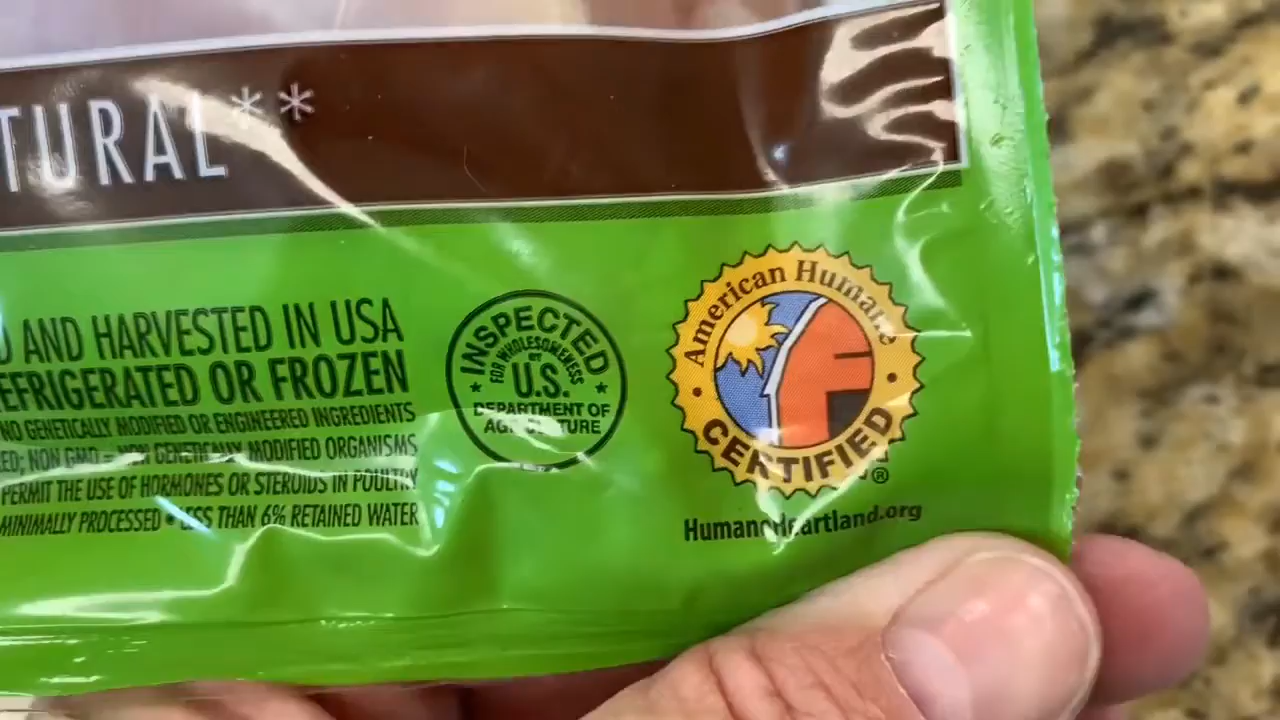 TURAL**
D AND HARVESTED IN USA
EFRIGERATED OR FROZEN
NO GENETICALLY MODIFIED OR ENGINEERED INGREDIENTS
ED; NON GMO = NON GENETICALLY MODIFIED ORGANISMS
PERMIT THE USE OF HORMONES OR STEROIDS IN POULTRY
MINIMALLY PROCESSED • LESS THAN 6% RETAINED WATER
INSPECTED
FOR WHOLESOMENESS
BY
U.S.
DEPARTMENT OF
AGRICULTURE
American Humane
CERTIFIED
®
HumaneHeartland.org